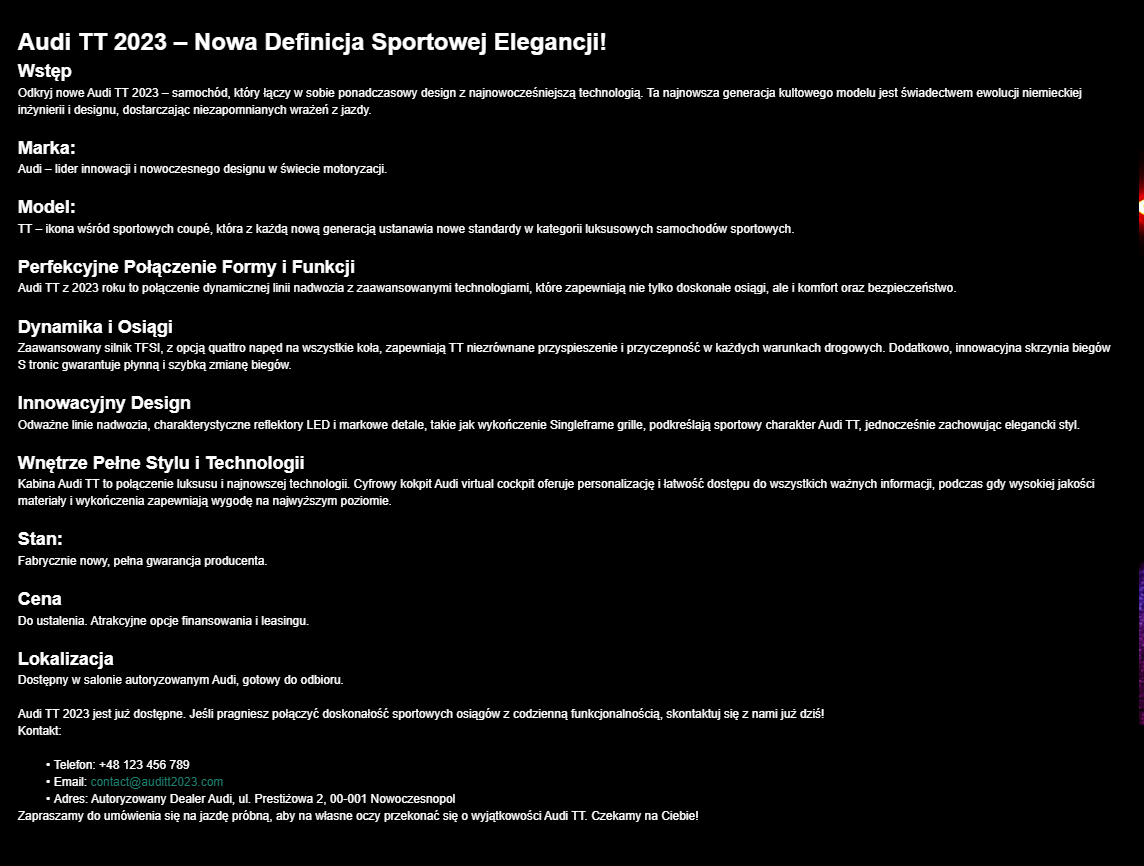 Audi TT 2023 – Nowa Definicja Sportowej Elegancji!
Wstęp
Odkryj nowe Audi TT 2023 – samochód, który łączy w sobie ponadczasowy design z najnowocześniejszą technologią. Ta najnowsza generacja kultowego modelu jest świadectwem ewolucji niemieckiej
inżynierii i designu, dostarczając niezapomnianych wrażeń z jazdy.
Marka:
Audi – lider innowacji i nowoczesnego designu w świecie motoryzacji.
Model:
TT – ikona wśród sportowych coupé, która z każdą nową generacją ustanawia nowe standardy w kategorii luksusowych samochodów sportowych.
Perfekcyjne Połączenie Formy i Funkcji
Audi TT z 2023 roku to połączenie dynamicznej linii nadwozia z zaawansowanymi technologiami, które zapewniają nie tylko doskonałe osiągi, ale i komfort oraz bezpieczeństwo.
Dynamika i Osiągi
Zaawansowany silnik TFSI, z opcją quattro napęd na wszystkie koła, zapewniają TT niezrównane przyspieszenie i przyczepność w każdych warunkach drogowych. Dodatkowo, innowacyjna skrzynia biegów
S tronic gwarantuje płynną i szybką zmianę biegów.
Innowacyjny Design
Odważne linie nadwozia, charakterystyczne reflektory LED i markowe detale, takie jak wykończenie Singleframe grille, podkreślają sportowy charakter Audi TT, jednocześnie zachowując elegancki styl.
Wnętrze Pełne Stylu i Technologii
Kabina Audi TT to połączenie luksusu i najnowszej technologii. Cyfrowy kokpit Audi virtual cockpit oferuje personalizację i łatwość dostępu do wszystkich ważnych informacji, podczas gdy wysokiej jakości
materiały i wykończenia zapewniają wygodę na najwyższym poziomie.
Stan:
Fabrycznie nowy, pełna gwarancja producenta.
Cena
Do ustalenia. Atrakcyjne opcje finansowania i leasingu.
Lokalizacja
Dostępny w salonie autoryzowanym Audi, gotowy do odbioru.
Audi TT 2023 jest już dostępne. Jeśli pragniesz połączyć doskonałość sportowych osiągów z codzienną funkcjonalnością, skontaktuj się z nami już dziś!
Kontakt:
• Telefon: +48 123 456 789
• Email: contact@auditt2023.com
• Adres: Autoryzowany Dealer Audi, ul. Prestiżowa 2, 00-001 Nowoczesnopol
Zapraszamy do umówienia się na jazdę próbną, aby na własne oczy przekonać się o wyjątkowości Audi TT. Czekamy na Ciebie!